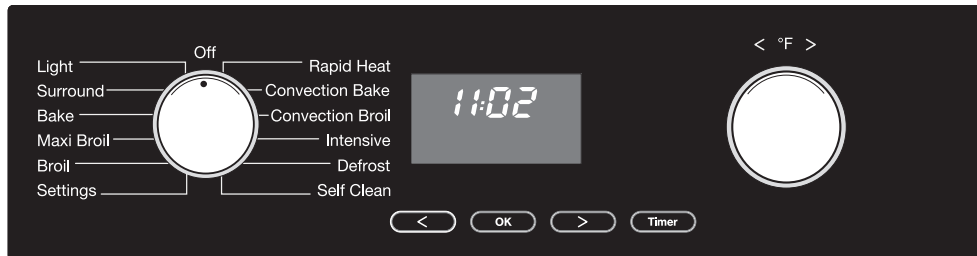 Off
Light
Surround
Bake
Maxi Broil
Broil
Settings
Rapid Heat
Convection Bake
Convection Broil
Intensive
Defrost
Self Clean
11:02
< OK > Timer
< °F >